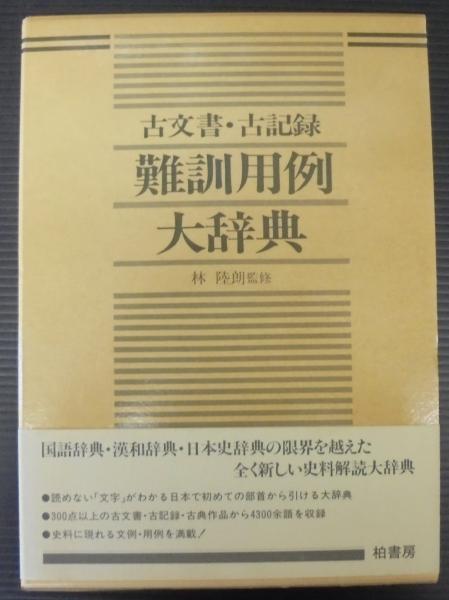 古文書・古記録
難訓用例
大辞典
林 陸朗監修
国語辞典・漢和辞典・日本史辞典の限界を越えた
全く新しい史料解読大辞典
●読めない「文字」がわかる日本で初めての部首から引ける大辞典
●300点以上の古文書・古記録・古典作品から4300余語を収録
●史料に現れる文例・用例を満載!
柏書房